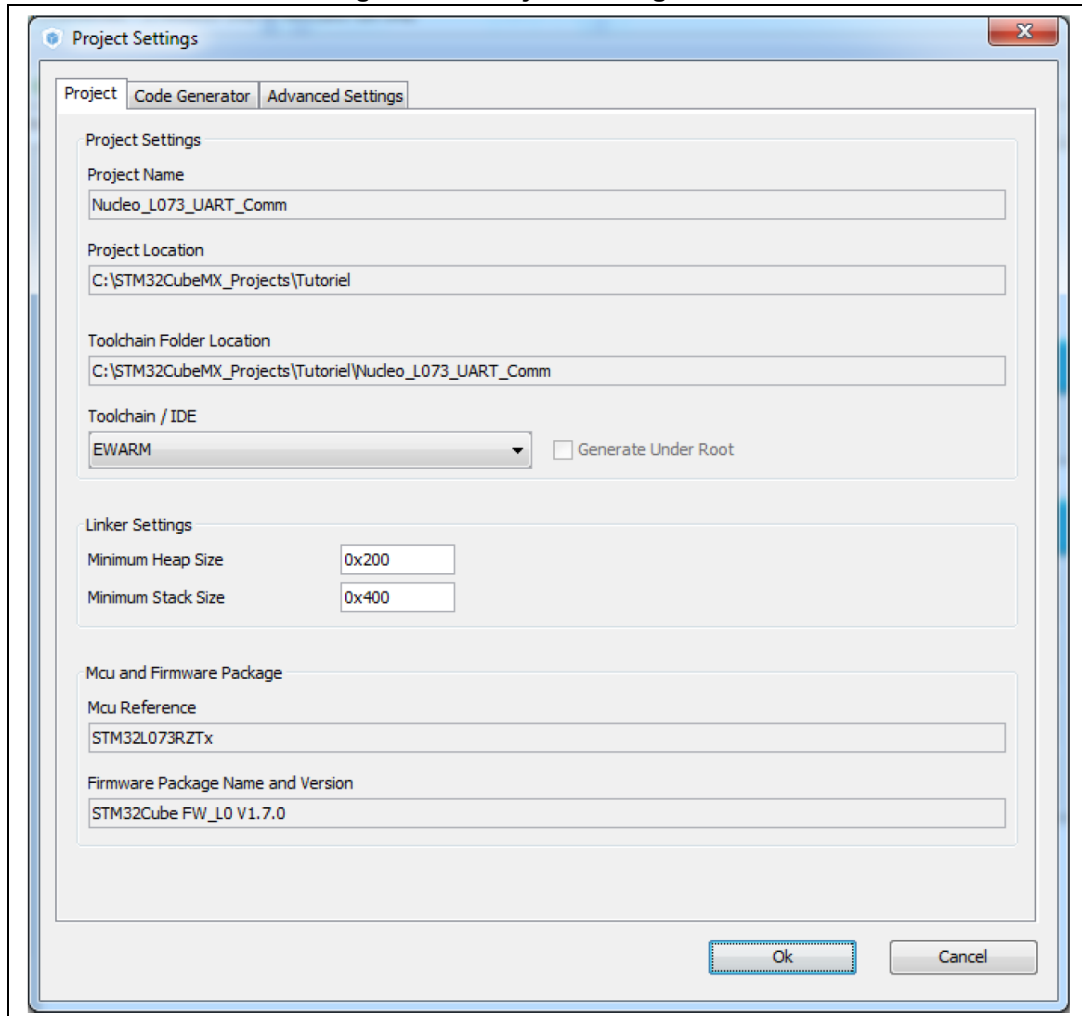 Project Settings
Project Code Generator Advanced Settings
Project Settings
Project Name
Nucleo_L073_UART_Comm
Project Location
C:\STM32CubeMX_Projects\Tutoriel
Toolchain Folder Location
C:\STM32CubeMX_Projects\Tutoriel\Nucleo_L073_UART_Comm
Toolchain / IDE
EWARM Generate Under Root
Linker Settings
Minimum Heap Size 0x200
Minimum Stack Size 0x400
Mcu and Firmware Package
Mcu Reference
STM32L073RZTx
Firmware Package Name and Version
STM32Cube FW_L0 V1.7.0
Ok Cancel